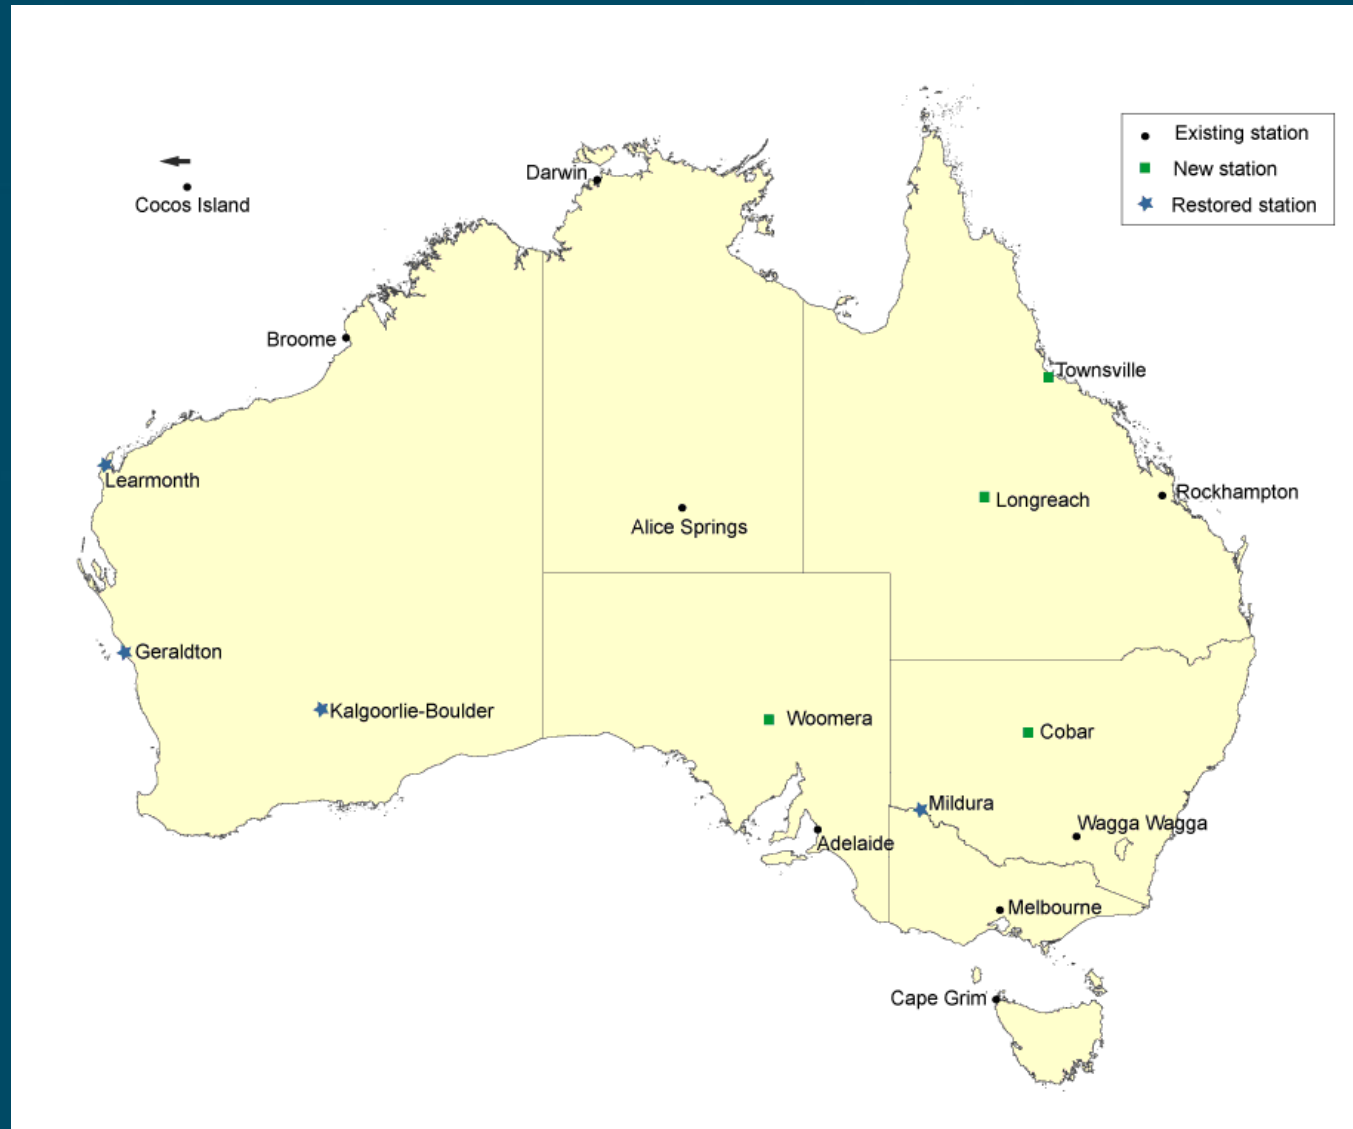 Existing station
New station
Restored station
Darwin
Cocos Island
Broome
Townsville
Learmonth
Rockhampton
Longreach
Alice Springs
Geraldton
Kalgoorlie-Boulder
Woomera
Cobar
Mildura
Wagga Wagga
Adelaide
Melbourne
Cape Grim